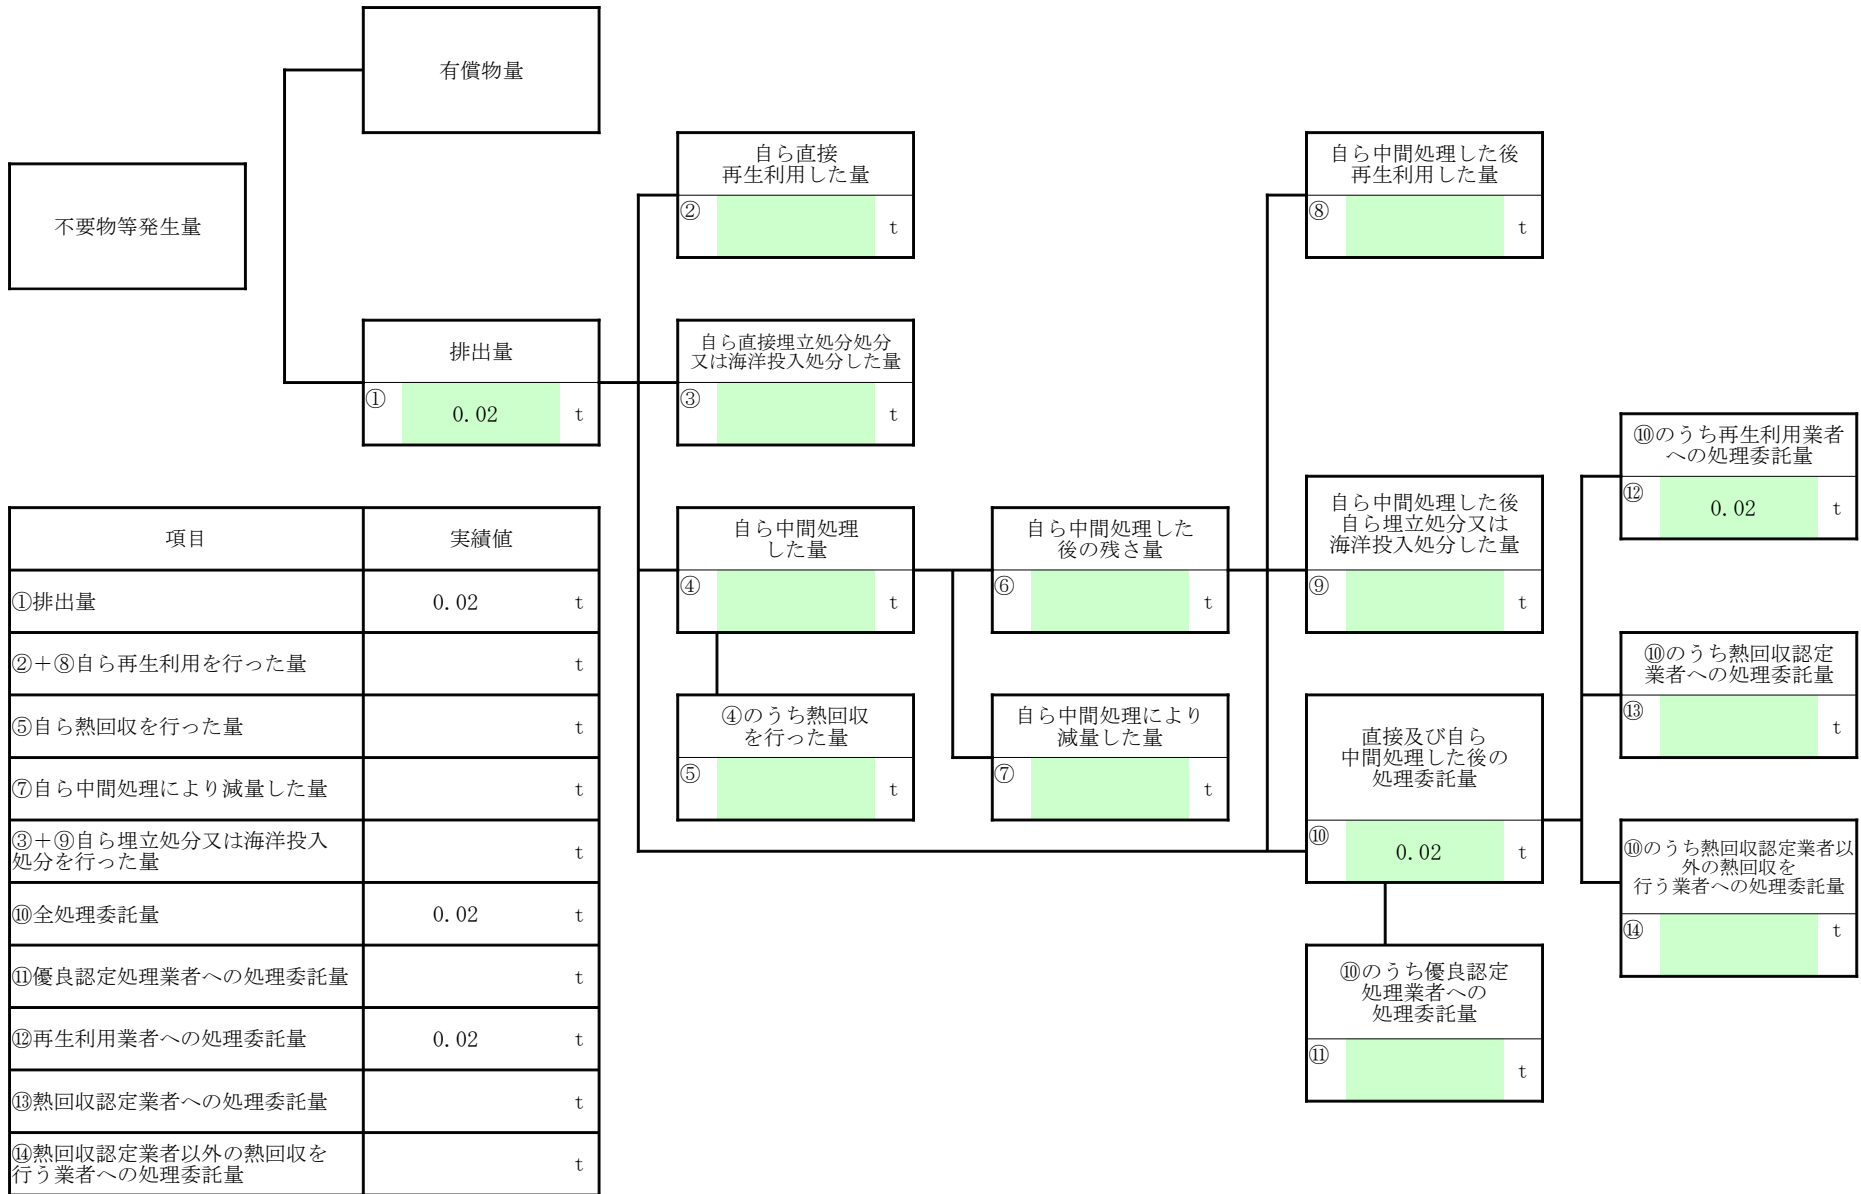 有償物量
不要物等発生量
自ら直接
再生利用した量
② t
自ら中間処理した後
再生利用した量
⑧ t
排出量
① 0.02 t
自ら直接埋立処分処分
又は海洋投入処分した量
③ t
⑩のうち再生利用業者
への処理委託量
⑫ 0.02 t
自ら中間処理
した量
④ t
自ら中間処理した
後の残さ量
⑥ t
自ら中間処理した後
自ら埋立処分又は
海洋投入処分した量
⑨ t
⑩のうち熱回収認定
業者への処理委託量
⑬ t
④のうち熱回収
を行った量
⑤ t
自ら中間処理により
減量した量
⑦ t
直接及び自ら
中間処理した後の
処理委託量
⑩ 0.02 t
⑩のうち熱回収認定業者以
外の熱回収を
行う業者への処理委託量
⑭ t
⑩のうち優良認定
処理業者への
処理委託量
⑪ t
項目 実績値
①排出量 0.02 t
②+⑧自ら再生利用を行った量 t
⑤自ら熱回収を行った量 t
⑦自ら中間処理により減量した量 t
③+⑨自ら埋立処分又は海洋投入
処分を行った量 t
⑩全処理委託量 0.02 t
⑪優良認定処理業者への処理委託量 t
⑫再生利用業者への処理委託量 0.02 t
⑬熱回収認定業者への処理委託量 t
⑭熱回収認定業者以外の熱回収を
行う業者への処理委託量 t